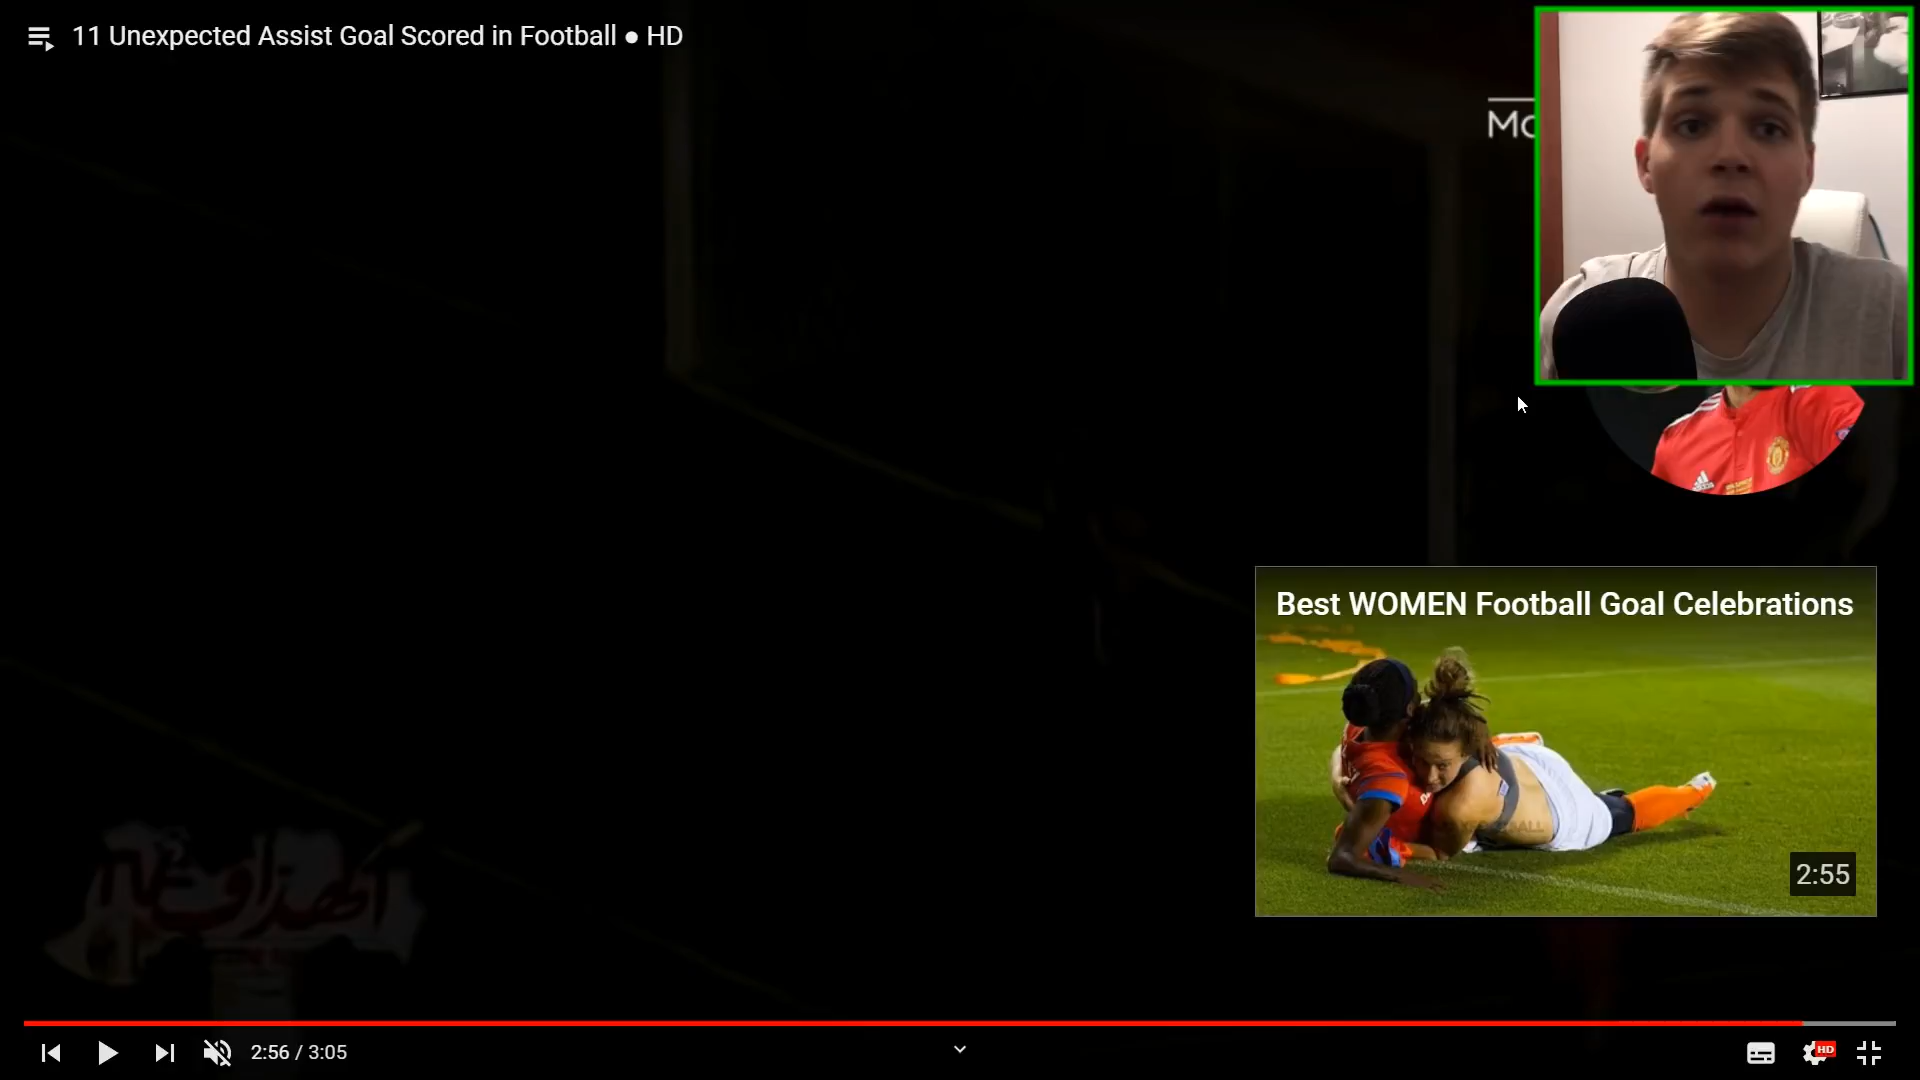 11 Unexpected Assist Goal Scored in Football ● HD
Best WOMEN Football Goal Celebrations
2:55
2:56 / 3:05
HD